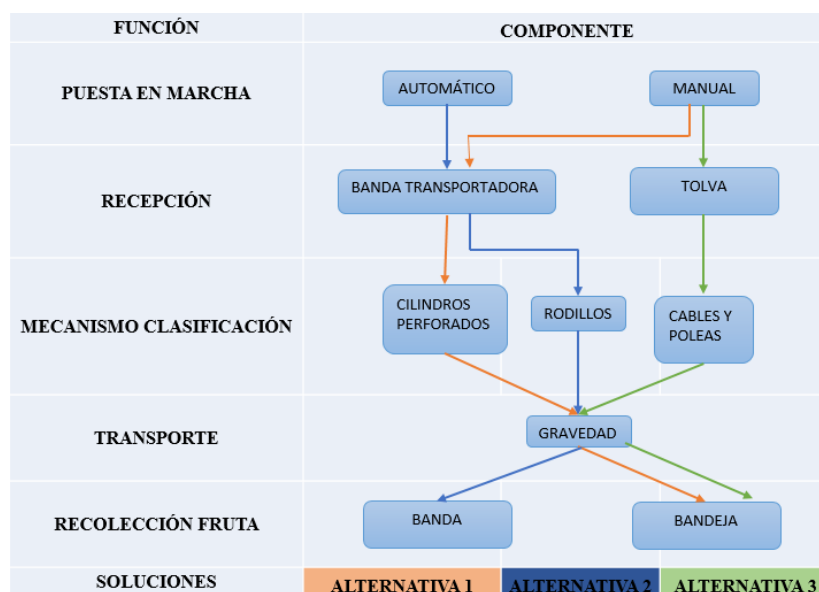 FUNCIÓN
COMPONENTE
PUESTA EN MARCHA
AUTOMÁTICO
MANUAL
RECEPCIÓN
BANDA TRANSPORTADORA
TOLVA
MECANISMO CLASIFICACIÓN
CILINDROS
PERFORADOS
RODILLOS
CABLES Y
POLEAS
TRANSPORTE
GRAVEDAD
RECOLECCIÓN FRUTA
BANDA
BANDEJA
SOLUCIONES
ALTERNATIVA 1
ALTERNATIVA 2
ALTERNATIVA 3